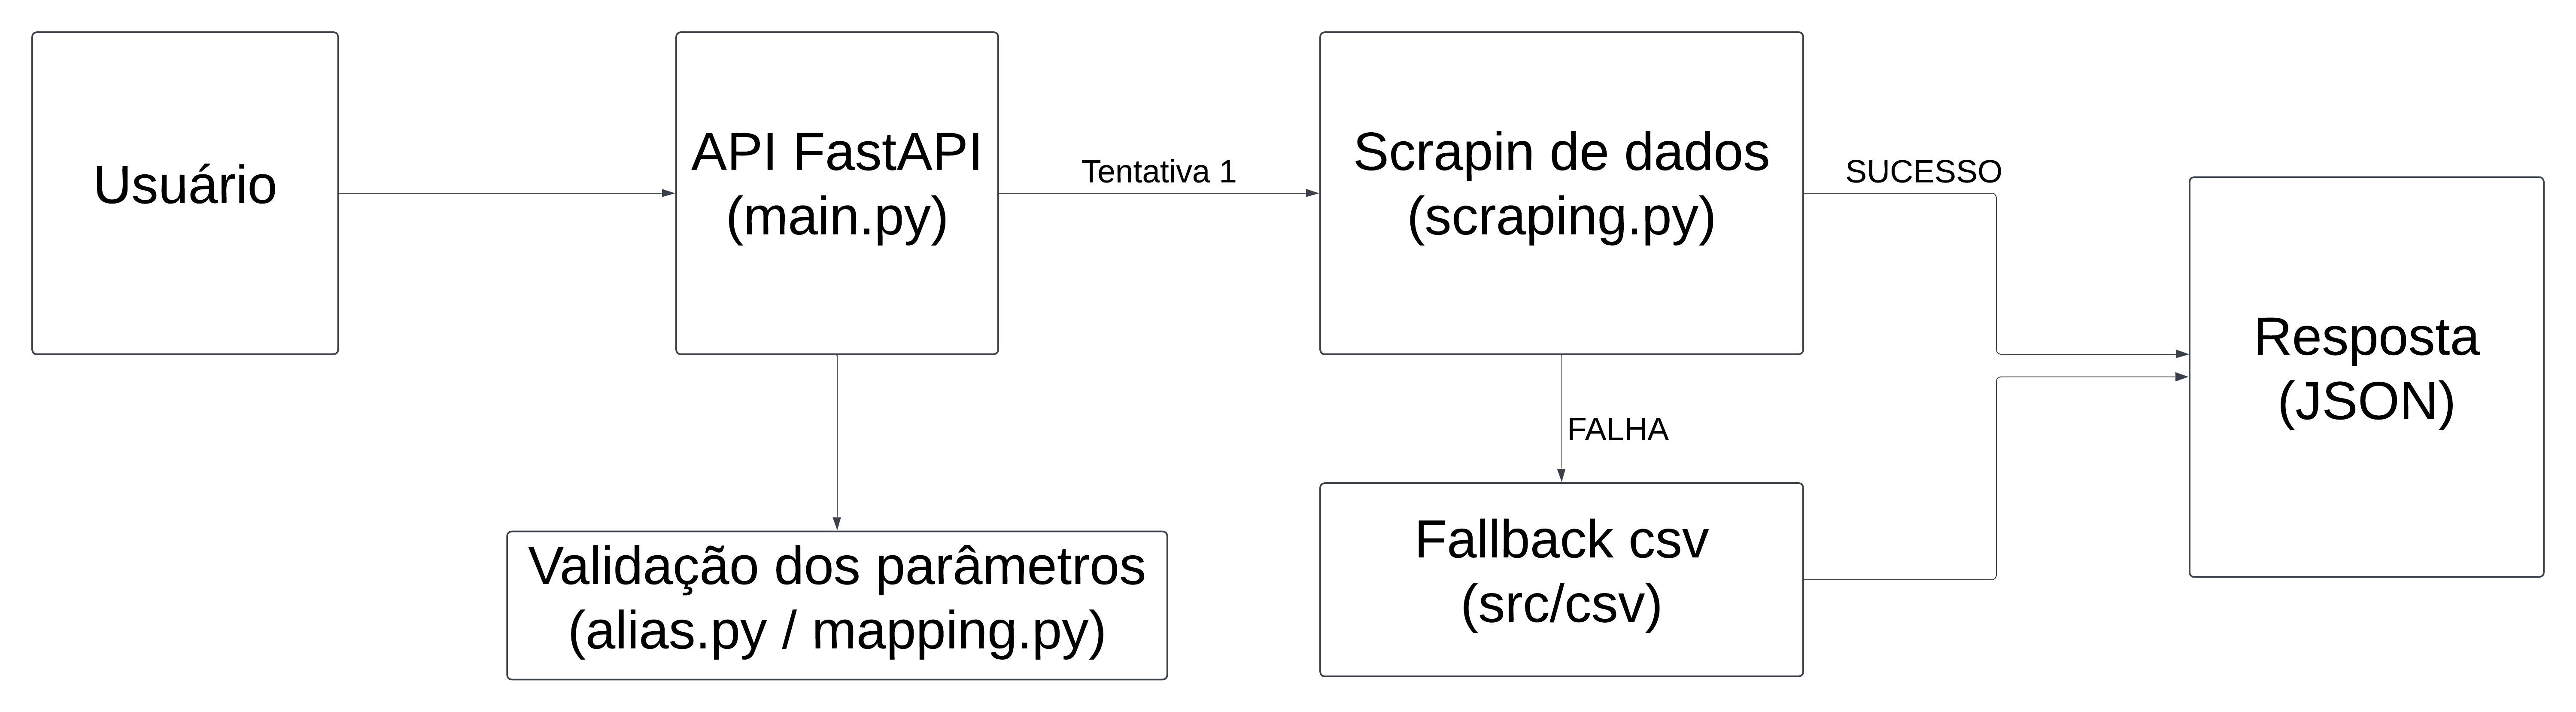 Usuário
API FastAPI
(main.py)
Tentativa 1
Scrapin de dados
(scraping.py)
SUCESSO
Resposta
(JSON)
FALHA
Validação dos parâmetros
(alias.py / mapping.py)
Fallback csv
(src/csv)